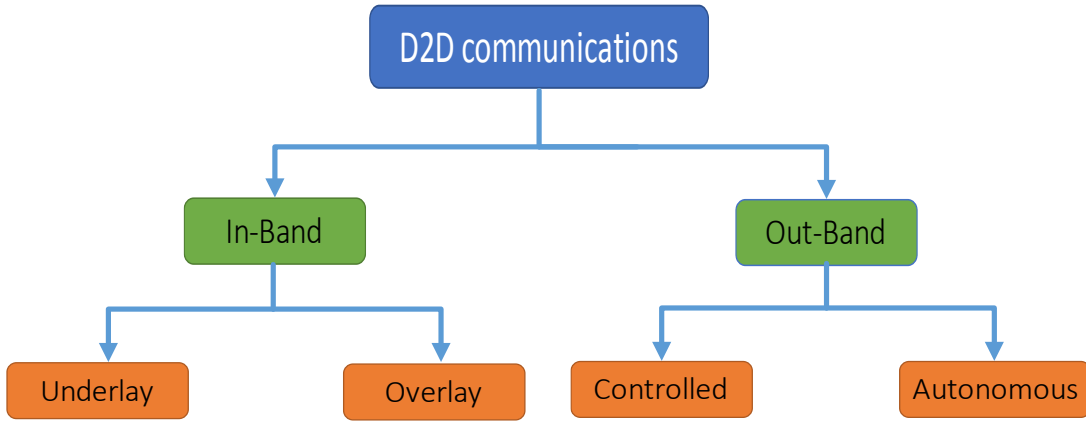 D2D communications
In-Band
Out-Band
Underlay
Overlay
Controlled
Autonomous